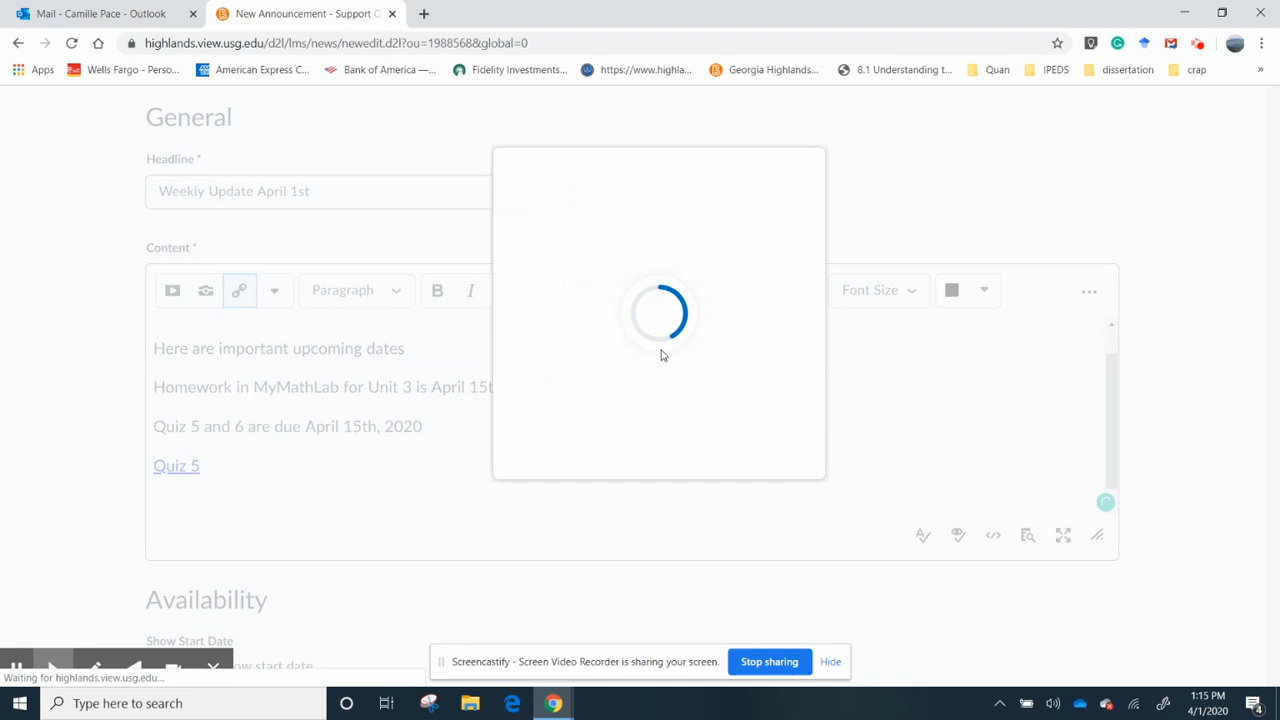 Mail - Camille Pace - Outlook
New Announcement - Support C
highlands.view.usg.edu/d2l/lms/news/newedit.d2l?ou=1988568&global=0
Apps
Wells Fargo - Perso...
American Express C...
Bank of America —...
Fidelity Investments...
https://www.highla...
Georgia Highlands...
8.1 Understanding t...
Quan
IPEDS
dissertation
crap
»
General
Headline *
Weekly Update April 1st
Content *
Paragraph
B
I
Font Size
Here are important upcoming dates
Homework in MyMathLab for Unit 3 is April 15t
Quiz 5 and 6 are due April 15th, 2020
Quiz 5
Availability
Show Start Date
ow start date
Screencastify - Screen Video Recorder is sharing your screen.
Stop sharing
Hide
Waiting for highlands.view.usg.edu...
Type here to search
1:15 PM
4/1/2020
4